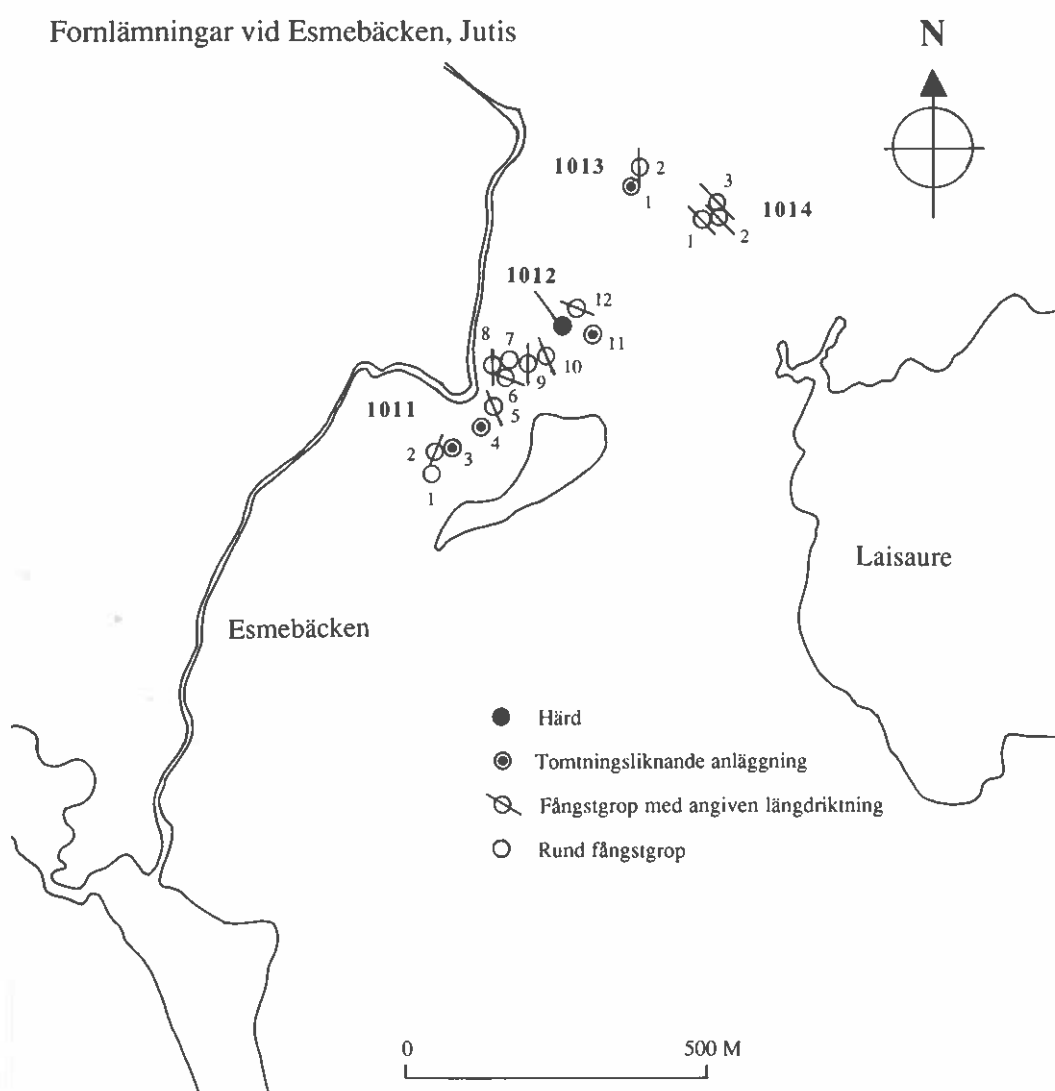 Fornlämningar vid Esmebäcken, Jutis
N
1013
2
1
3
1014
1
2
1012
12
11
8
7
10
9
6
1011
5
4
2
3
1
Laisaure
Esmebäcken
Härd
Tomtningsliknande anläggning
Fångstgrop med angiven längdriktning
Rund fångstgrop
0
500 M